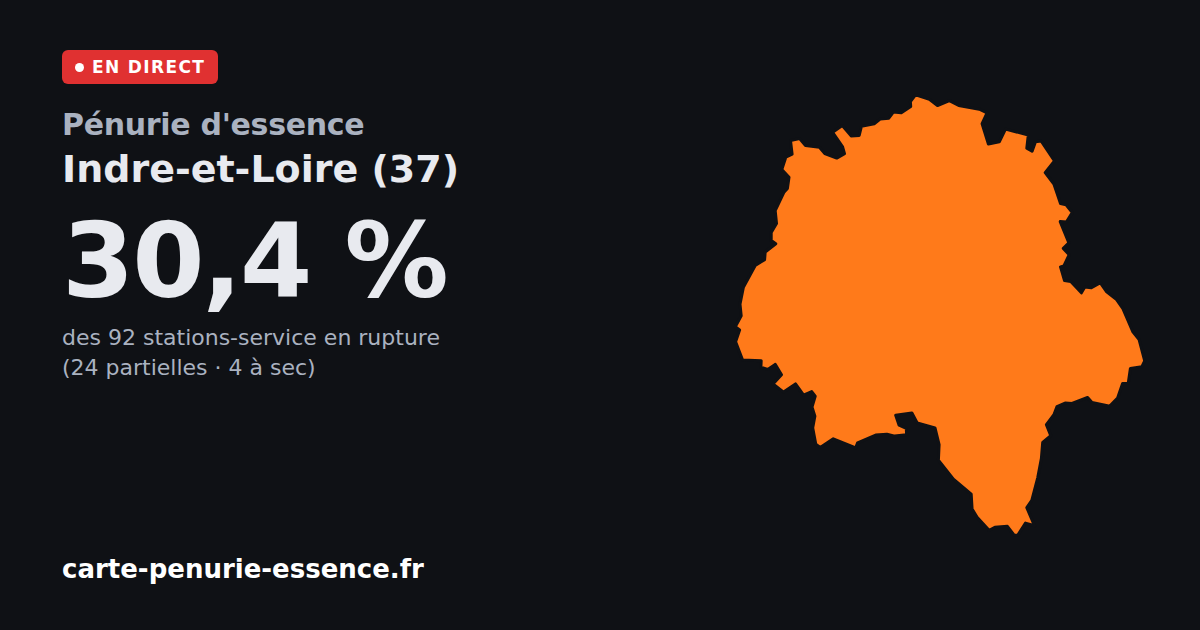 EN DIRECT
Pénurie d'essence
Indre-et-Loire (37)
30,4 %
des 92 stations-service en rupture
(24 partielles · 4 à sec)
carte-penurie-essence.fr